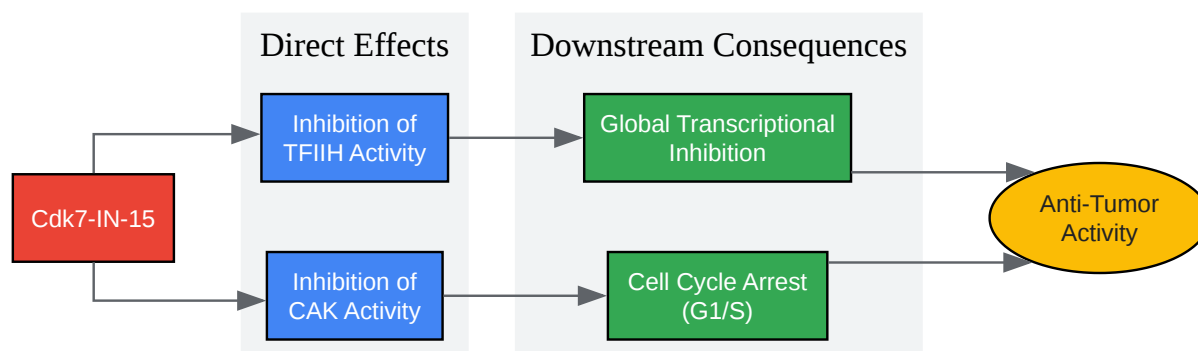 Direct Effects
Downstream Consequences
Inhibition of
TFIIH Activity
Global Transcriptional
Inhibition
Cdk7-IN-15
Anti-Tumor
Activity
Inhibition of
CAK Activity
Cell Cycle Arrest
(G1/S)